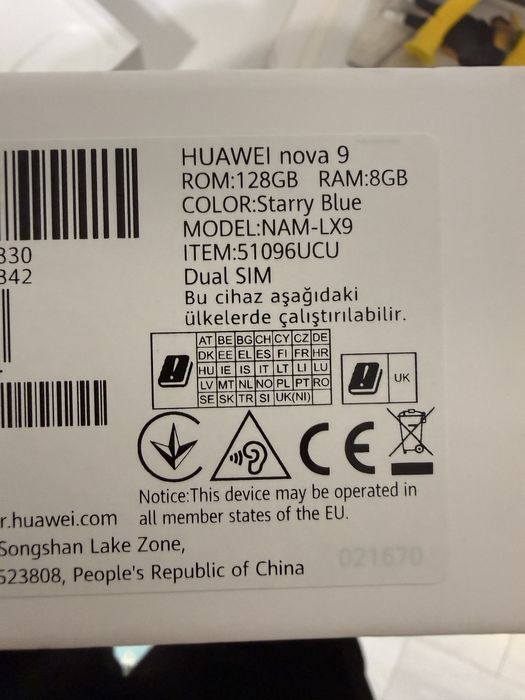 HUAWEI nova 9
ROM:128GB RAM:8GB
COLOR:Starry Blue
MODEL:NAM-LX9
ITEM:51096UCU
Dual SIM
Bu cihaz aşağıdaki
ülkelerde çalıştırılabilir.
830
342
AT BE BG CH CY CZ DE
DK EE EL ES FI FR HR
HU IE IS IT LT LI LU
LV MT NL NO PL PT RO
SE SK TR SI UK(NI)
UK
CE
Notice:This device may be operated in
all member states of the EU.
r.huawei.com
Songshan Lake Zone,
523808, People's Republic of China
021670